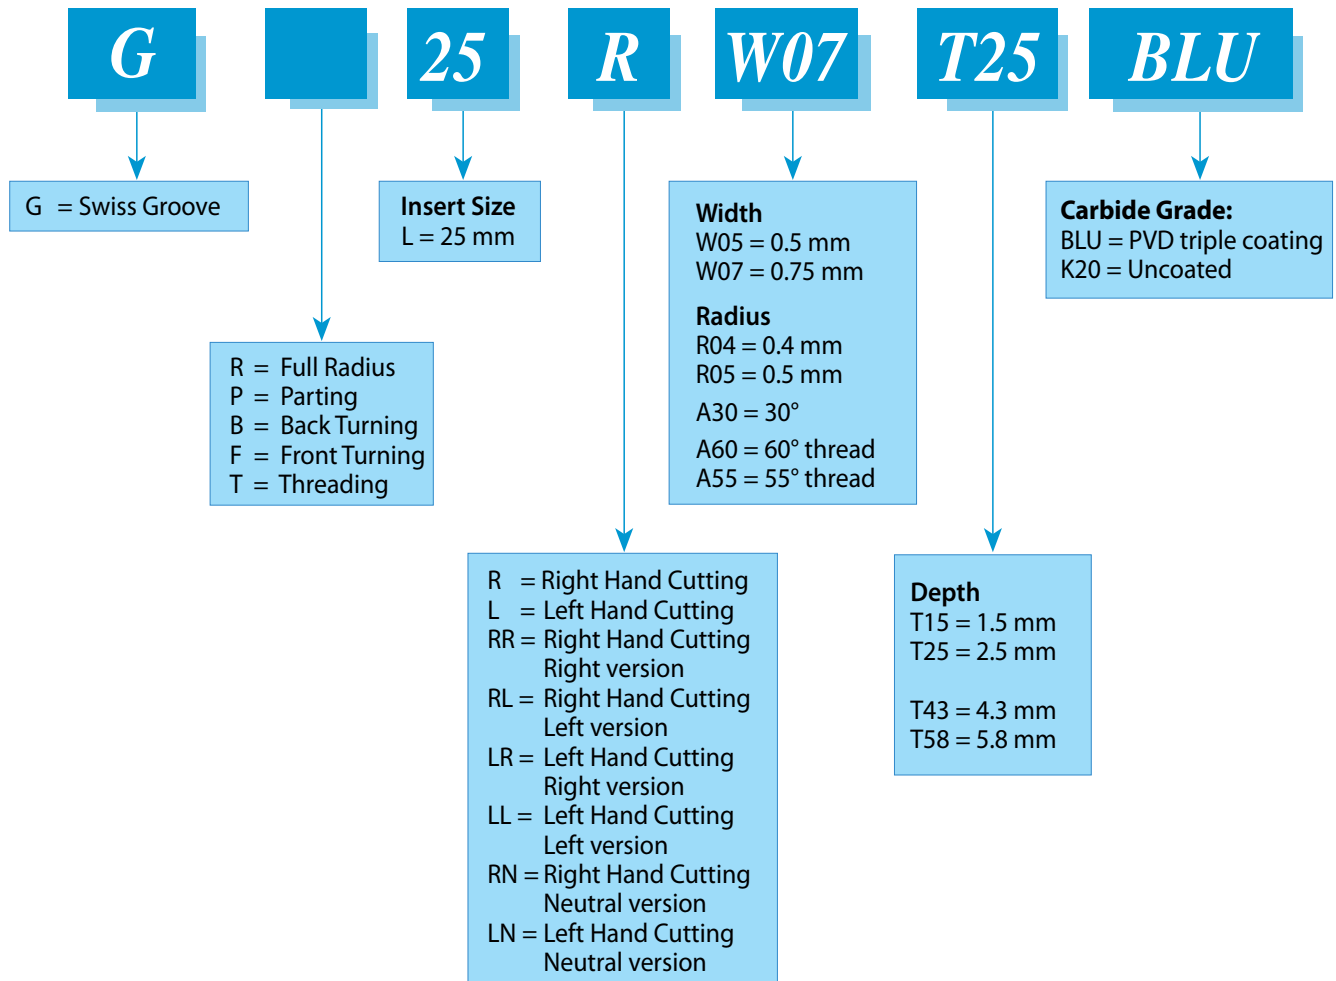 G 25 R W07 T25 BLU
G = Swiss Groove
R = Full Radius
P = Parting
B = Back Turning
F = Front Turning
T = Threading
Insert Size
L = 25 mm
R = Right Hand Cutting
L = Left Hand Cutting
RR = Right Hand Cutting
Right version
RL = Right Hand Cutting
Left version
LR = Left Hand Cutting
Right version
LL = Left Hand Cutting
Left version
RN = Right Hand Cutting
Neutral version
LN = Left Hand Cutting
Neutral version
Width
W05 = 0.5 mm
W07 = 0.75 mm
Radius
R04 = 0.4 mm
R05 = 0.5 mm
A30 = 30°
A60 = 60° thread
A55 = 55° thread
Depth
T15 = 1.5 mm
T25 = 2.5 mm
T43 = 4.3 mm
T58 = 5.8 mm
Carbide Grade:
BLU = PVD triple coating
K20 = Uncoated